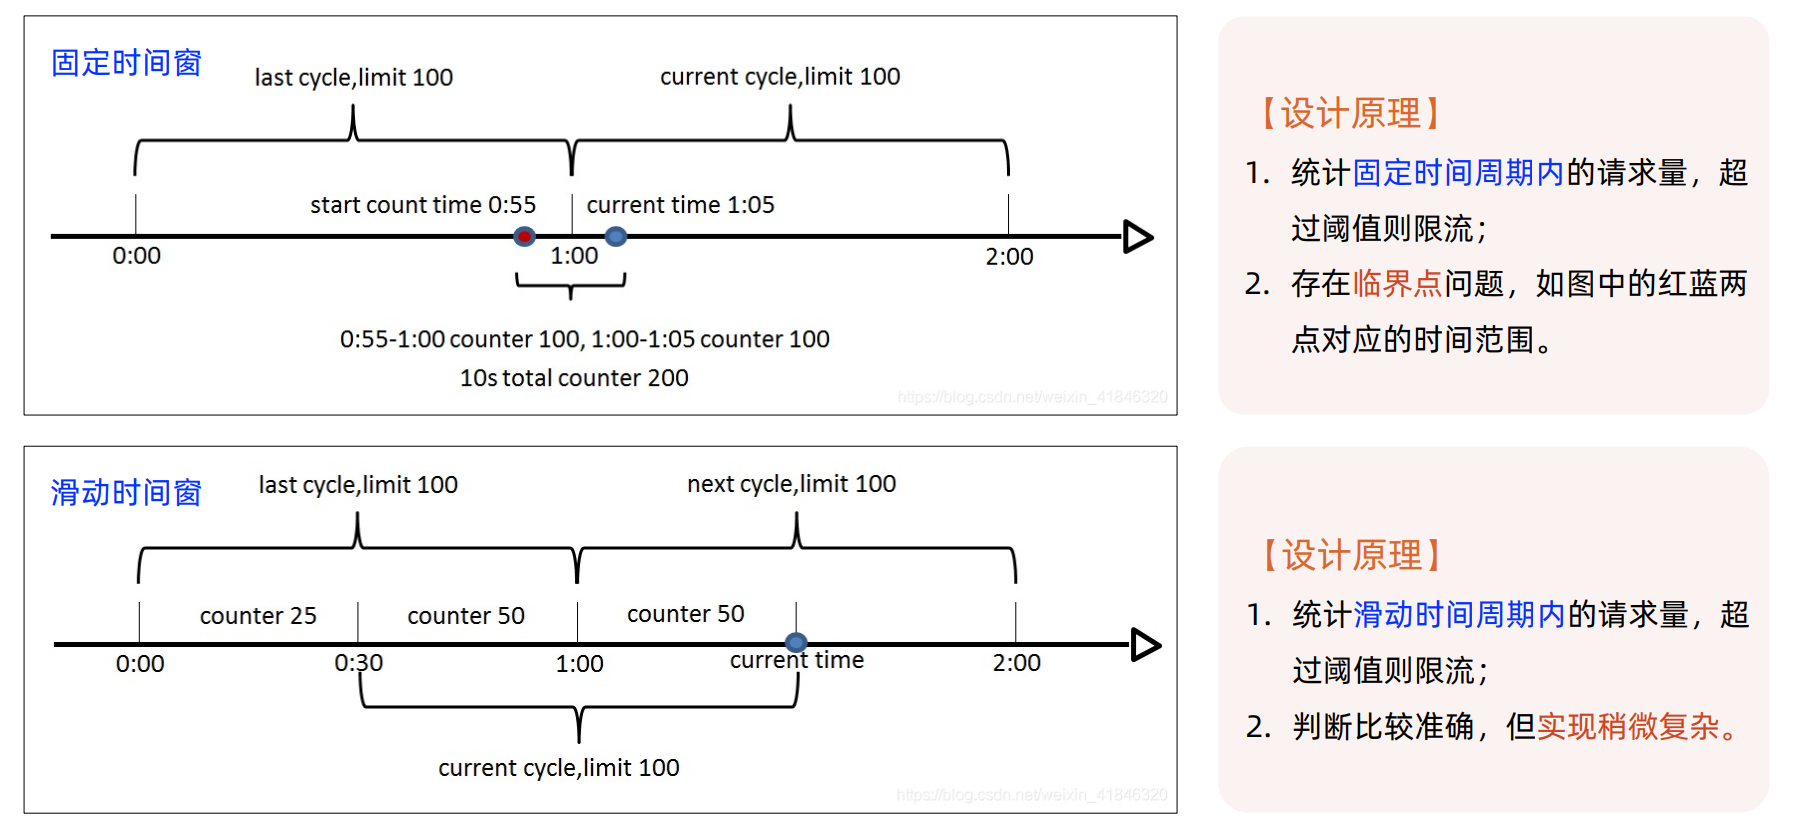 固定时间窗
last cycle,limit 100
current cycle,limit 100
start count time 0:55
current time 1:05
0:00
1:00
2:00
0:55-1:00 counter 100, 1:00-1:05 counter 100
10s total counter 200
https://blog.csdn.net/weixin_41846320
【设计原理】
1. 统计固定时间周期内的请求量，超
过阈值则限流；
2. 存在临界点问题，如图中的红蓝两
点对应的时间范围。
滑动时间窗
last cycle,limit 100
next cycle,limit 100
counter 25
counter 50
counter 50
0:00
0:30
1:00
current time
2:00
current cycle,limit 100
https://blog.csdn.net/weixin_41846320
【设计原理】
1. 统计滑动时间周期内的请求量，超
过阈值则限流；
2. 判断比较准确，但实现稍微复杂。